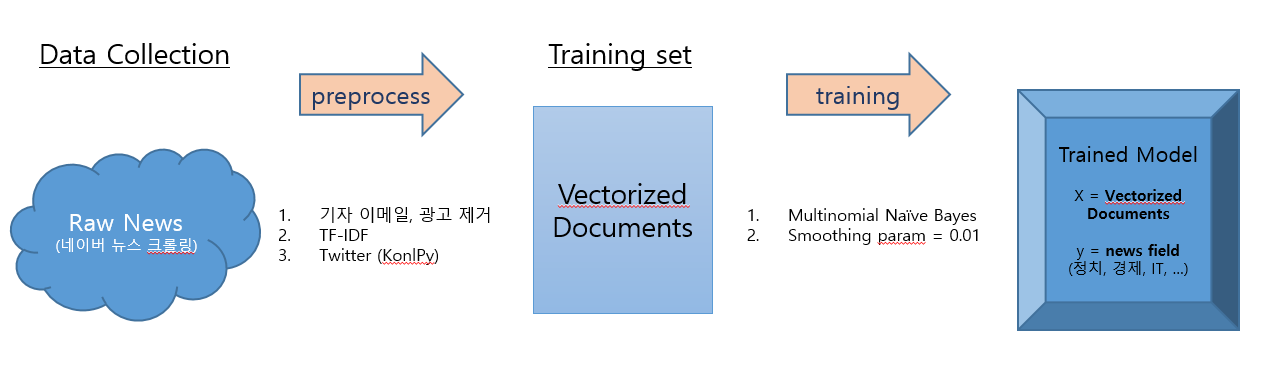 Data Collection
preprocess
Training set
training
Raw News
(네이버 뉴스 크롤링)
1. 기자 이메일, 광고 제거
2. TF-IDF
3. Twitter (KonlPy)
Vectorized
Documents
1. Multinomial Naïve Bayes
2. Smoothing param = 0.01
Trained Model
X = Vectorized
Documents
y = news field
(정치, 경제, IT, ...)